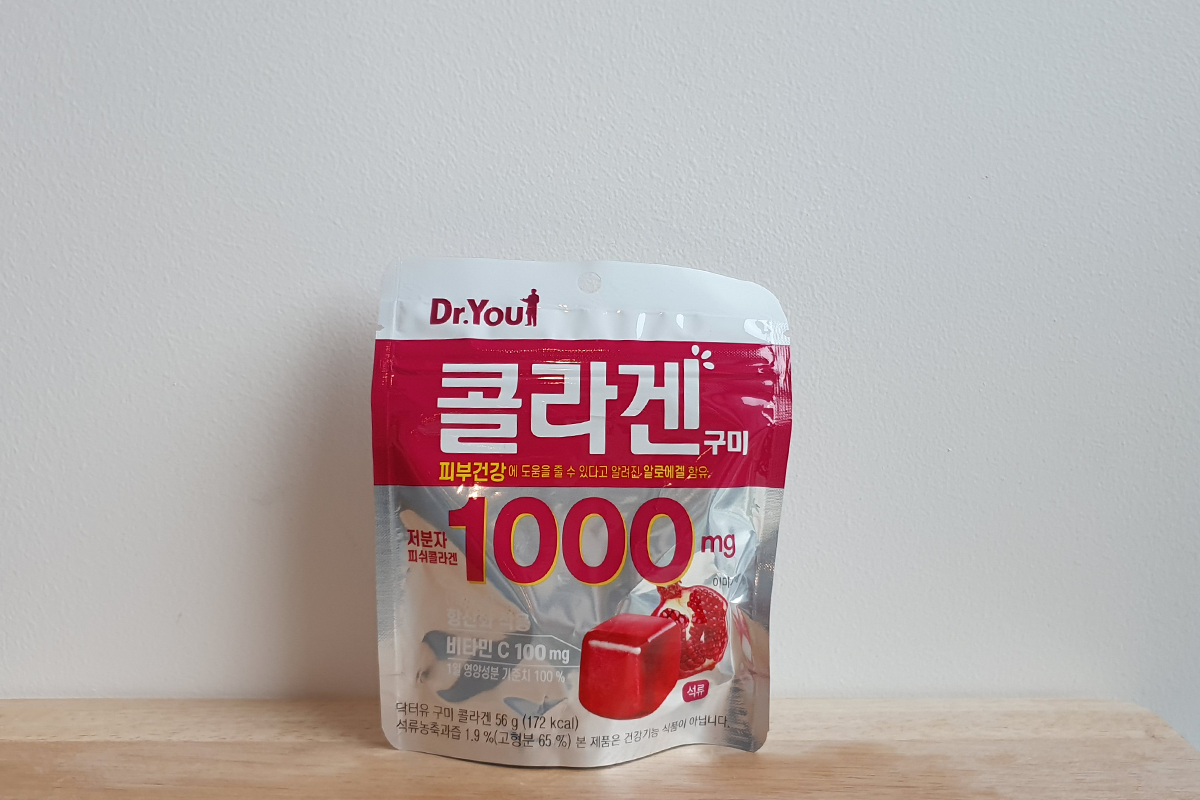 Dr.You
콜라겐
구미
피부건강에 도움을 줄 수 있다고 알려진 알로에겔 함유
저분자
피쉬콜라겐
1000 mg
비타민 C 100 mg
1일 영양성분 기준치 100 %
석류
닥터유 구미 콜라겐 56 g (172 kcal)
석류농축과즙 1.9 %(고형분 65 %) 본 제품은 건강기능 식품이 아닙니다.